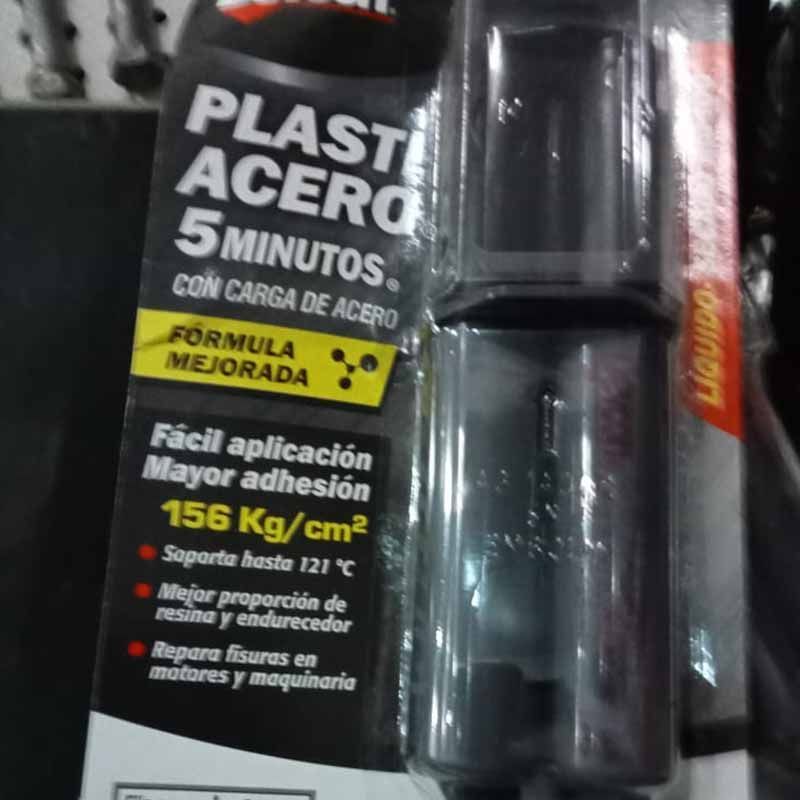 PLASTI
ACERO
5 MINUTOS®
CON CARGA DE ACERO
FÓRMULA
MEJORADA
Fácil aplicación
Mayor adhesión
156 Kg/cm²
Soporta hasta 121 °C
Mejor proporción de
resina y endurecedor
Repara fisuras en
motores y maquinaria
LÍQUIDO